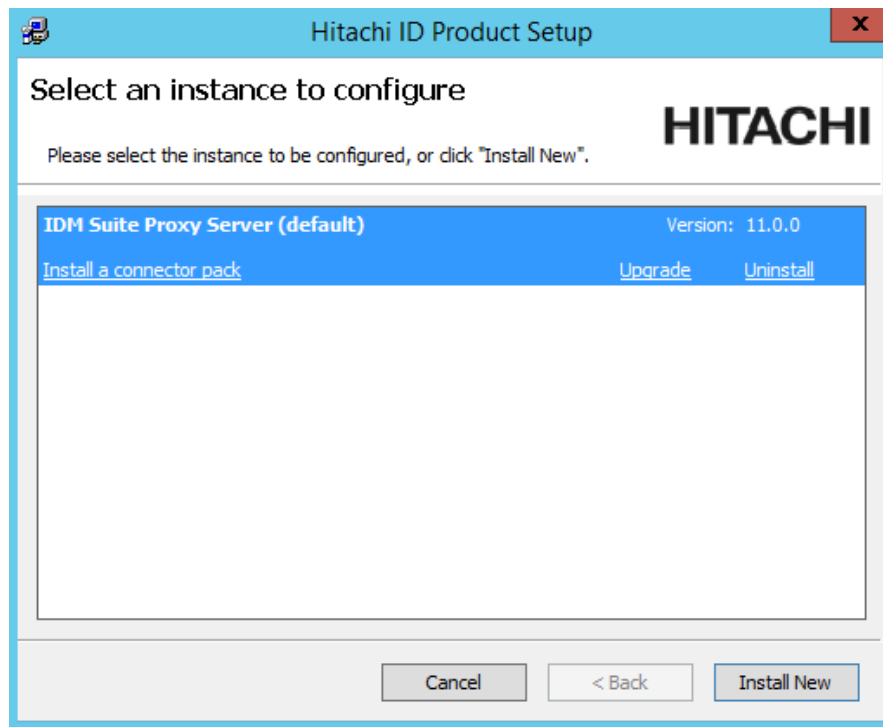 Hitachi ID Product Setup
x
Select an instance to configure
HITACHI
Please select the instance to be configured, or click "Install New".
IDM Suite Proxy Server (default) Version: 11.0.0
Install a connector pack Upgrade Uninstall
Cancel < Back Install New